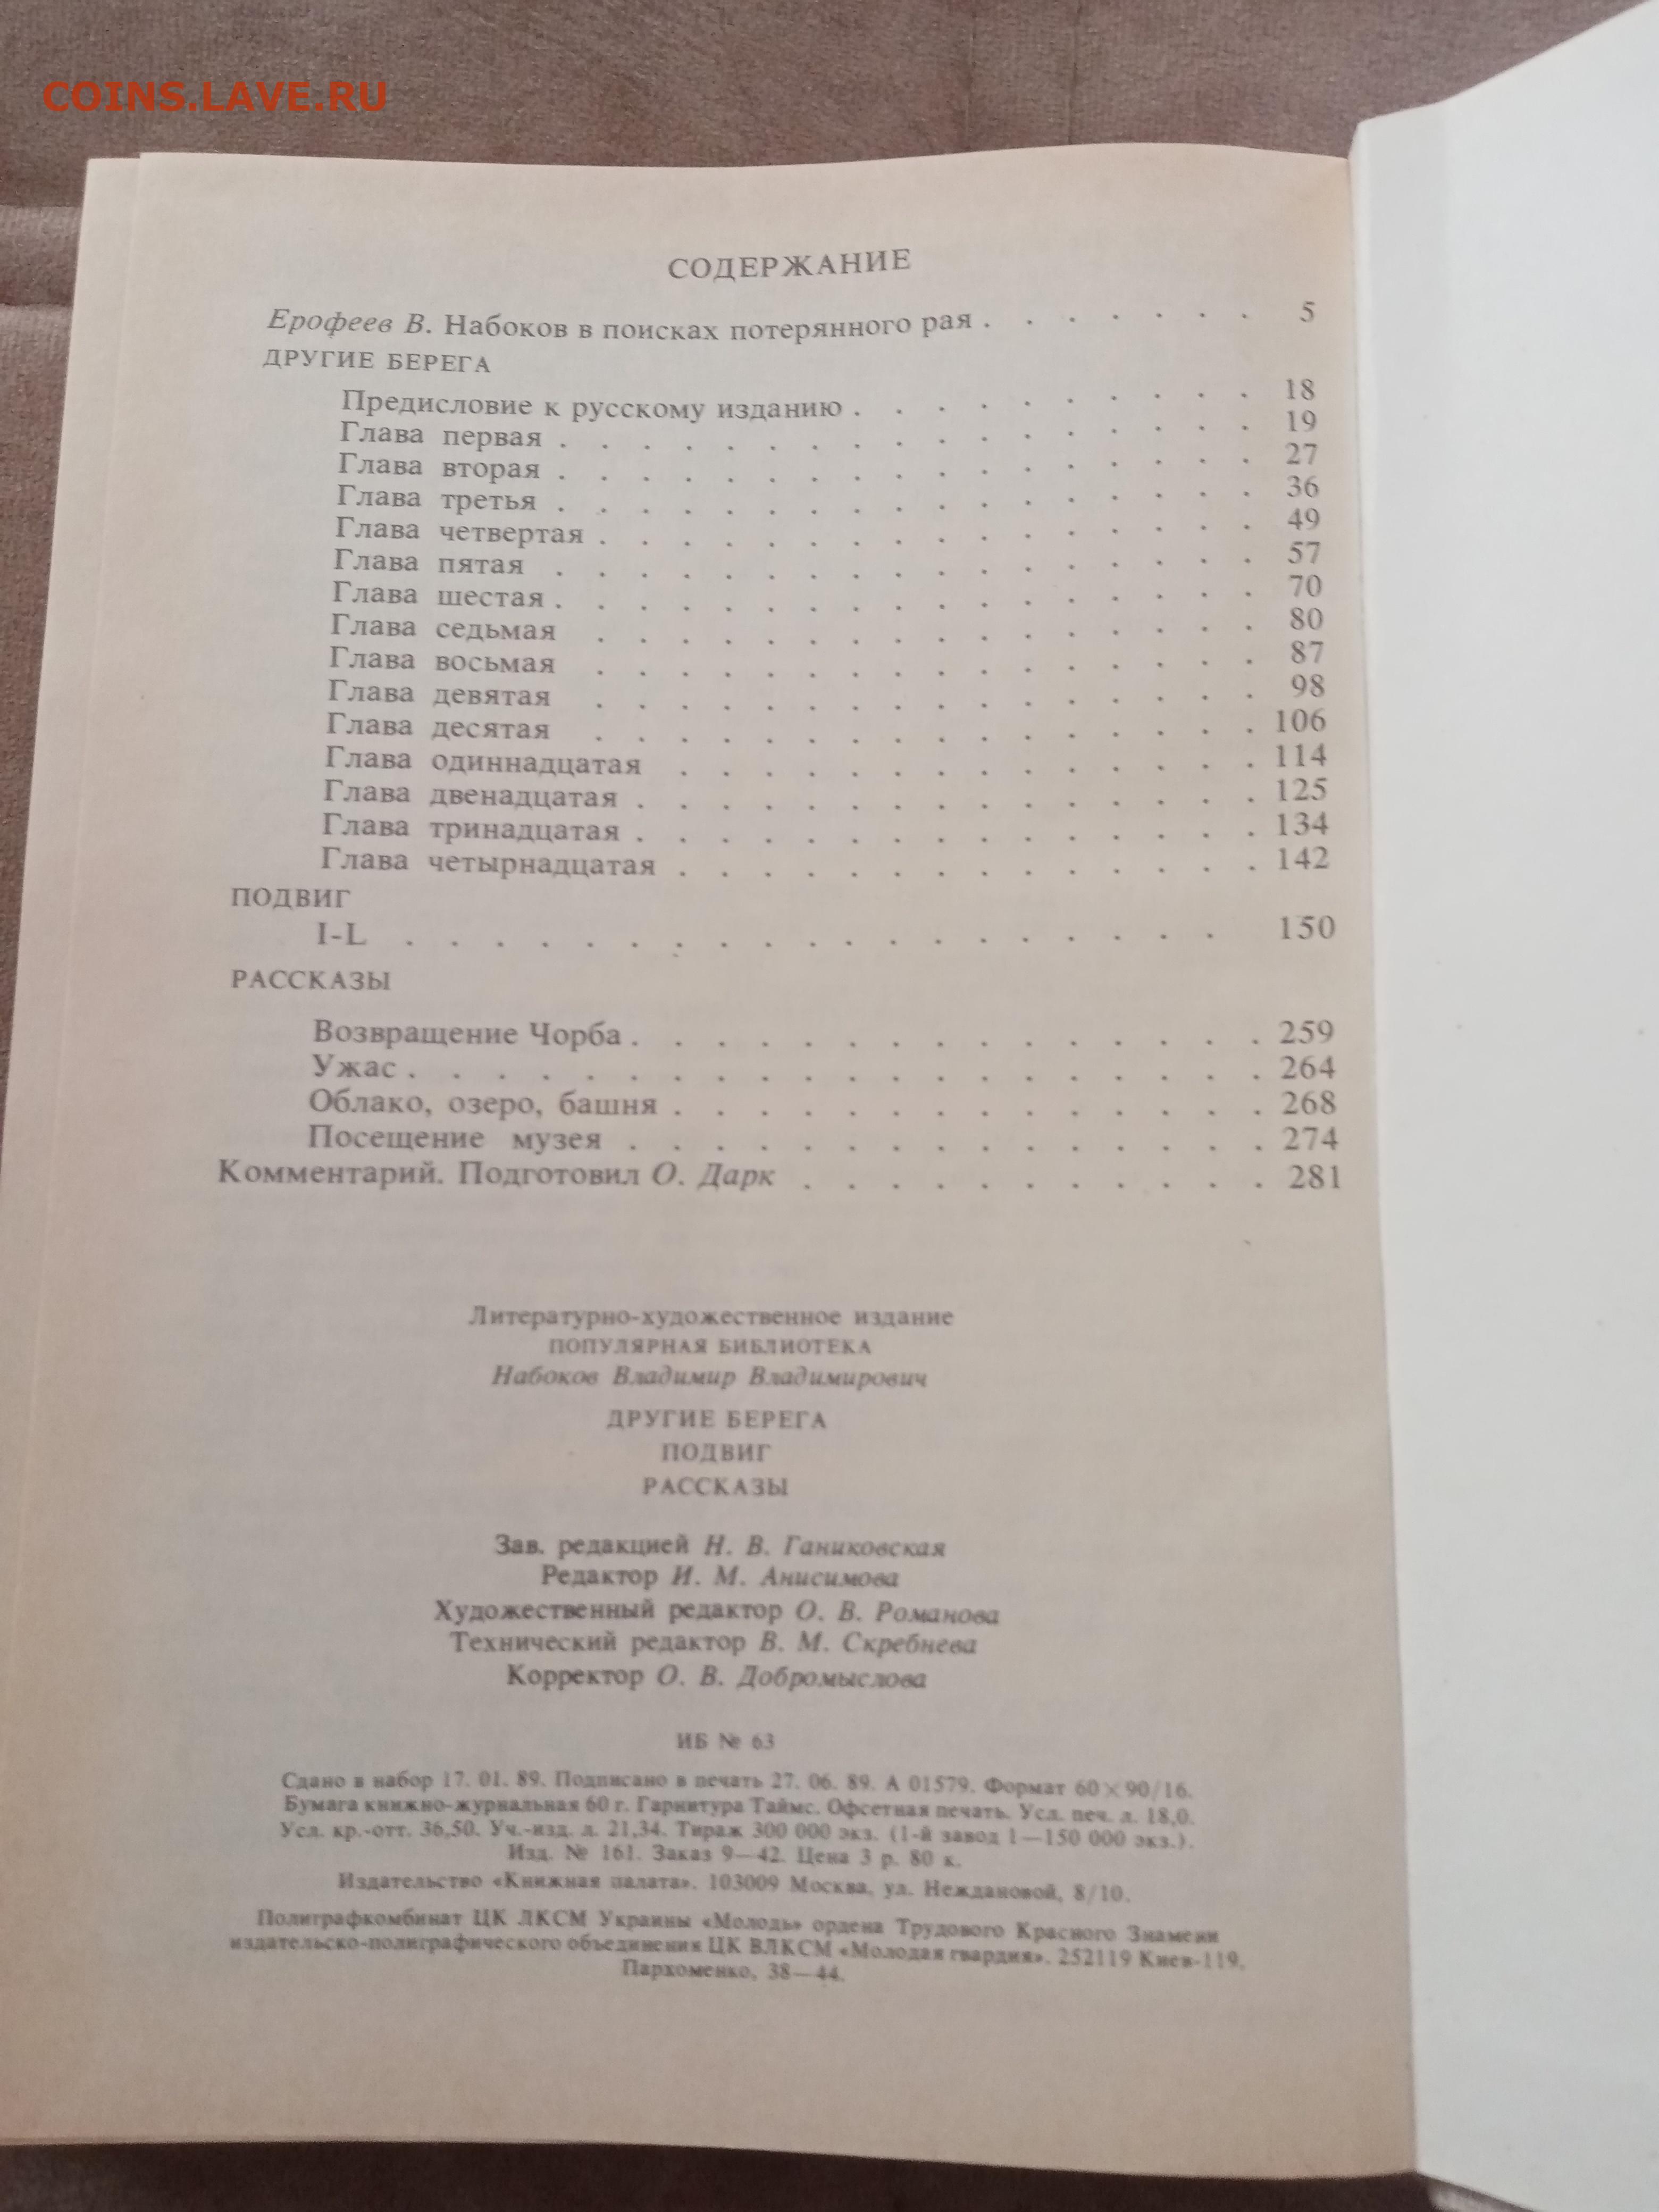 COINS.LAVE.RU
СОДЕРЖАНИЕ
Ерофеев В. Набоков в поисках потерянного рая . . . . . . . 5
ДРУГИЕ БЕРЕГА
Предисловие к русскому изданию . . . . . . . . . . 18
Глава первая . . . . . . . . . . . . . . . . . 19
Глава вторая . . . . . . . . . . . . . . . . . 27
Глава третья . . . . . . . . . . . . . . . . . 36
Глава четвертая . . . . . . . . . . . . . . . . 49
Глава пятая . . . . . . . . . . . . . . . . . 57
Глава шестая . . . . . . . . . . . . . . . . . 70
Глава седьмая . . . . . . . . . . . . . . . . 80
Глава восьмая . . . . . . . . . . . . . . . . 87
Глава девятая . . . . . . . . . . . . . . . . 98
Глава десятая . . . . . . . . . . . . . . . . 106
Глава одиннадцатая . . . . . . . . . . . . . . 114
Глава двенадцатая . . . . . . . . . . . . . . . 125
Глава тринадцатая . . . . . . . . . . . . . . . 134
Глава четырнадцатая . . . . . . . . . . . . . . 142
ПОДВИГ
I-L . . . . . . . . . . . . . . . . . . . 150
РАССКАЗЫ
Возвращение Чорба . . . . . . . . . . . . . . . 259
Ужас . . . . . . . . . . . . . . . . . . . . 264
Облако, озеро, башня . . . . . . . . . . . . . . 268
Посещение музея . . . . . . . . . . . . . . . 274
Комментарий. Подготовил О. Дарк . . . . . . . . . . . 281
Литературно-художественное издание
ПОПУЛЯРНАЯ БИБЛИОТЕКА
Набоков Владимир Владимирович
ДРУГИЕ БЕРЕГА
ПОДВИГ
РАССКАЗЫ
Зав. редакцией Н. В. Ганиковская
Редактор И. М. Анисимова
Художественный редактор О. В. Романова
Технический редактор В. М. Скребнева
Корректор О. В. Добромыслова
ИБ № 63
Сдано в набор 17. 01. 89. Подписано в печать 27. 06. 89. А 01579. Формат 60×90/16.
Бумага книжно-журнальная 60 г. Гарнитура Таймс. Офсетная печать. Усл. печ. л. 18,0.
Усл. кр.-отт. 36,50. Уч.-изд. л. 21,34. Тираж 300 000 экз. (1-й завод 1—150 000 экз.).
Изд. № 161. Заказ 9—42. Цена 3 р. 80 к.
Издательство «Книжная палата». 103009 Москва, ул. Неждановой, 8/10.
Полиграфкомбинат ЦК ЛКСМ Украины «Молодь» ордена Трудового Красного Знамени
издательско-полиграфического объединения ЦК ВЛКСМ «Молодая гвардия». 252119 Киев-119,
Пархоменко, 38—44.